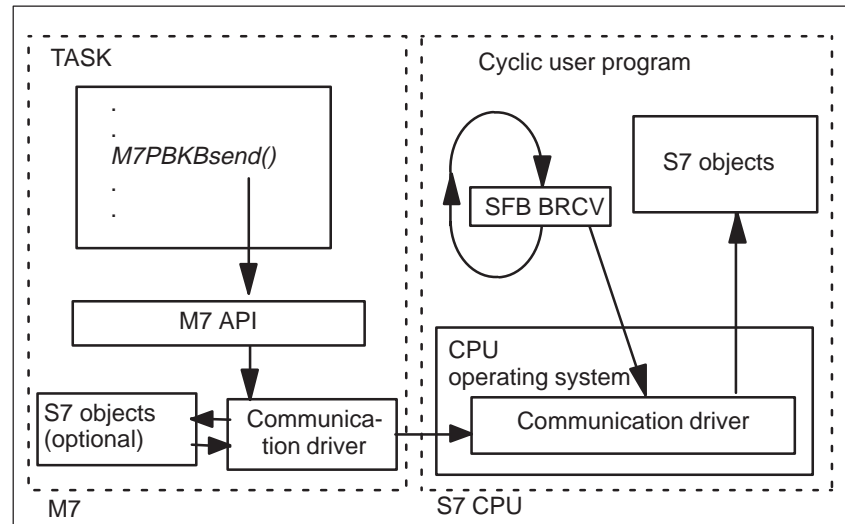 TASK
.
.
M7PBKBsend()
.
.
M7 API
S7 objects
(optional)
Communica-
tion driver
M7
Cyclic user program
SFB BRCV
S7 objects
CPU
operating system
Communication driver
S7 CPU